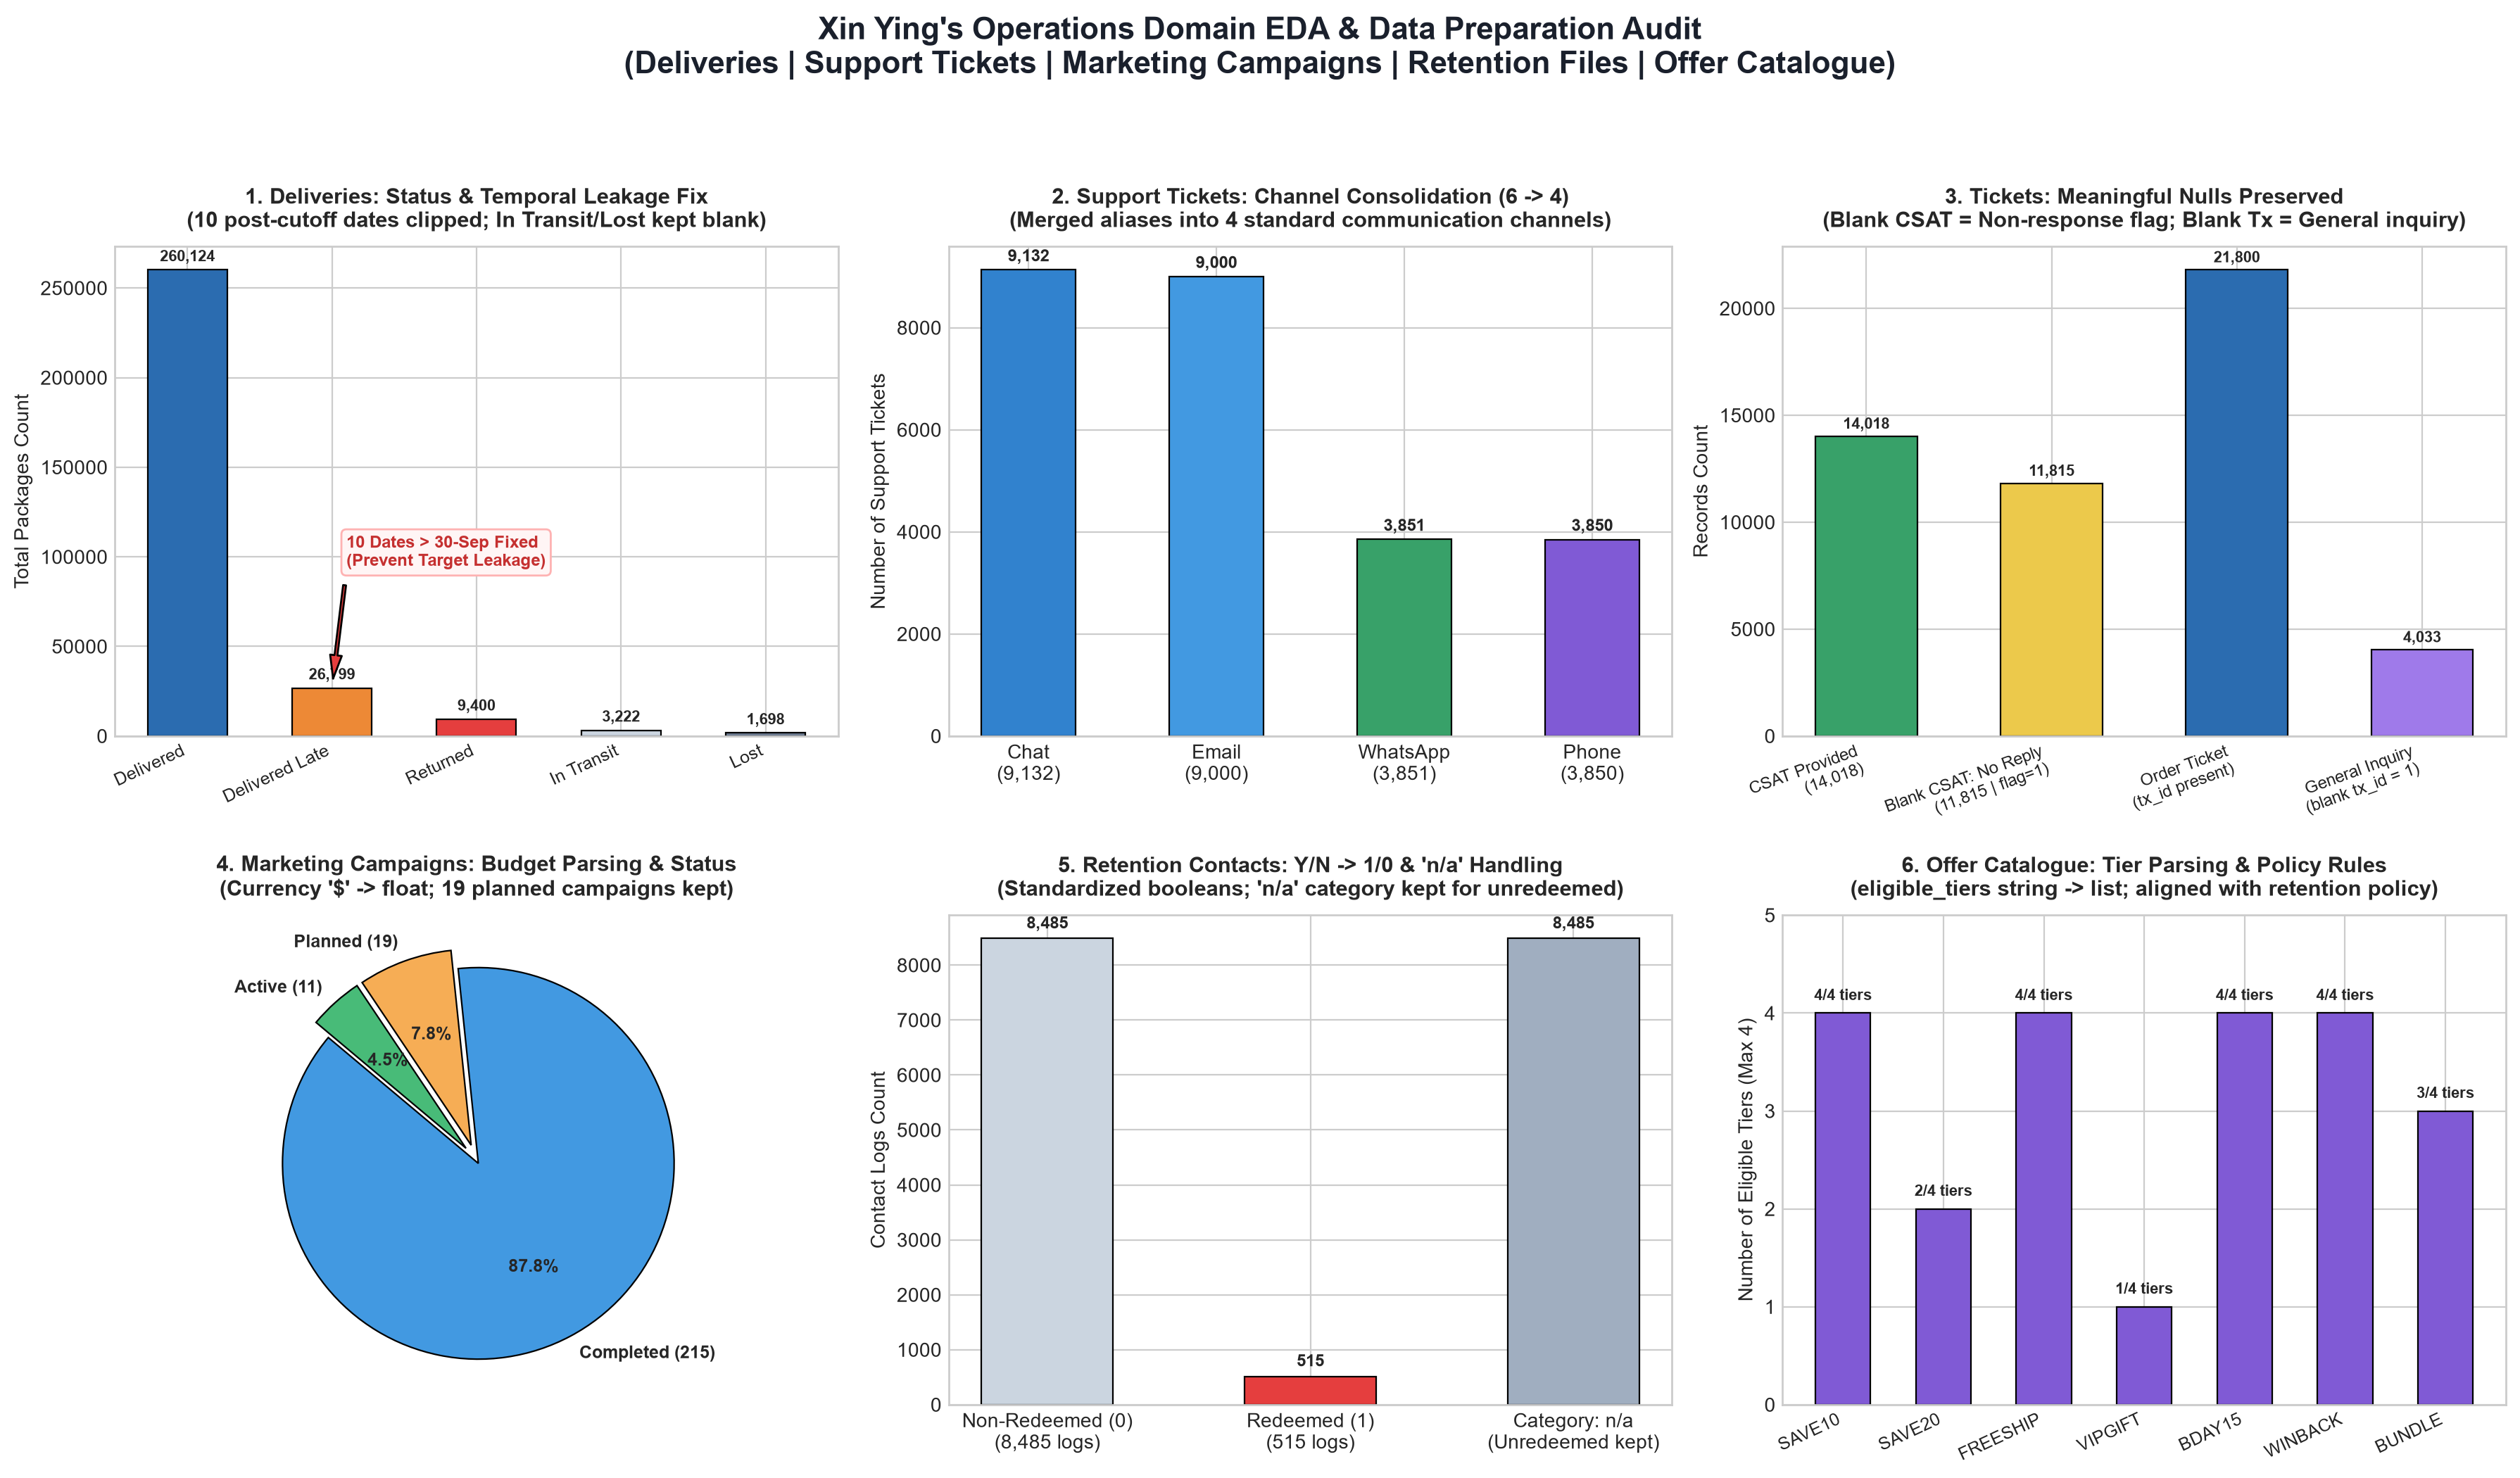 Xin Ying's Operations Domain EDA & Data Preparation Audit
(Deliveries | Support Tickets | Marketing Campaigns | Retention Files | Offer Catalogue)
1. Deliveries: Status & Temporal Leakage Fix
(10 post-cutoff dates clipped; In Transit/Lost kept blank)
Total Packages Count
250000
200000
150000
100000
50000
0
260,124
10 Dates > 30-Sep Fixed
(Prevent Target Leakage)
9,400
3,222
1,698
Delivered
Delivered Late
Returned
In Transit
Lost
2. Support Tickets: Channel Consolidation (6 -> 4)
(Merged aliases into 4 standard communication channels)
Number of Support Tickets
8000
6000
4000
2000
0
9,132
9,000
3,851
3,850
Chat
(9,132)
Email
(9,000)
WhatsApp
(3,851)
Phone
(3,850)
3. Tickets: Meaningful Nulls Preserved
(Blank CSAT = Non-response flag; Blank Tx = General inquiry)
Records Count
20000
15000
10000
5000
0
14,018
11,815
21,800
4,033
CSAT Provided
(14,018)
Blank CSAT: No Reply
(11,815 | flag=1)
Order Ticket
(tx_id present)
General Inquiry
(blank tx_id = 1)
4. Marketing Campaigns: Budget Parsing & Status
(Currency '$' -> float; 19 planned campaigns kept)
Planned (19)
Active (11)
7.8%
4.5%
87.8%
Completed (215)
5. Retention Contacts: Y/N -> 1/0 & 'n/a' Handling
(Standardized booleans; 'n/a' category kept for unredeemed)
Contact Logs Count
8000
7000
6000
5000
4000
3000
2000
1000
0
8,485
515
8,485
Non-Redeemed (0)
(8,485 logs)
Redeemed (1)
(515 logs)
Category: n/a
(Unredeemed kept)
6. Offer Catalogue: Tier Parsing & Policy Rules
(eligible_tiers string -> list; aligned with retention policy)
Number of Eligible Tiers (Max 4)
5
4
3
2
1
0
4/4 tiers
2/4 tiers
4/4 tiers
1/4 tiers
4/4 tiers
4/4 tiers
3/4 tiers
SAVE10
SAVE20
FREESHIP
VIPGIFT
BDAY15
WINBACK
BUNDLE